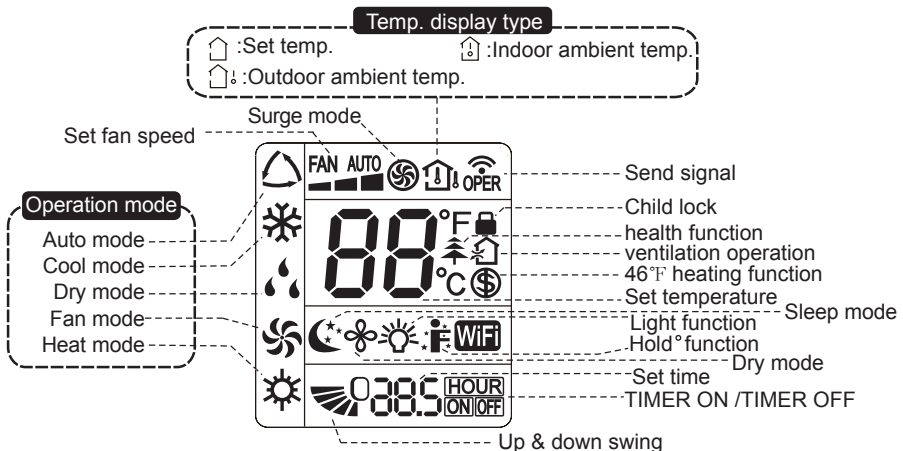 Temp. display type
:Set temp. :Indoor ambient temp.
:Outdoor ambient temp.
Surge mode
Set fan speed
FAN AUTO
OPER
Send signal
Operation mode
Auto mode
Cool mode
Dry mode
Fan mode
Heat mode
88 °F
°C
Child lock
health function
ventilation operation
46°F heating function
Set temperature
Sleep mode
WiFi
Light function
Hold°function
Dry mode
Set time
088.5 HOUR
ON OFF
TIMER ON /TIMER OFF
Up & down swing